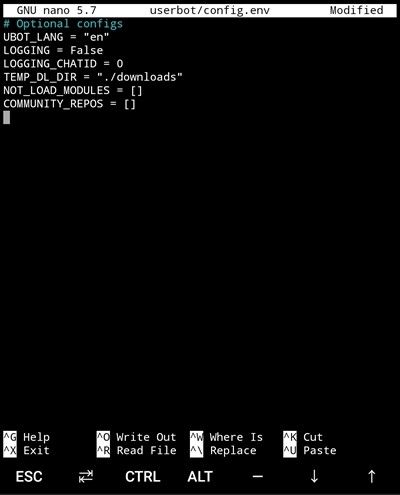 GNU nano 5.7 userbot/config.env Modified
# Optional configs
UBOT_LANG = "en"
LOGGING = False
LOGGING_CHATID = 0
TEMP_DL_DIR = "./downloads"
NOT_LOAD_MODULES = []
COMMUNITY_REPOS = []
^G Help ^O Write Out ^W Where Is ^K Cut
^X Exit ^R Read File ^\ Replace ^U Paste
ESC ⇄ CTRL ALT — ↓ ↑